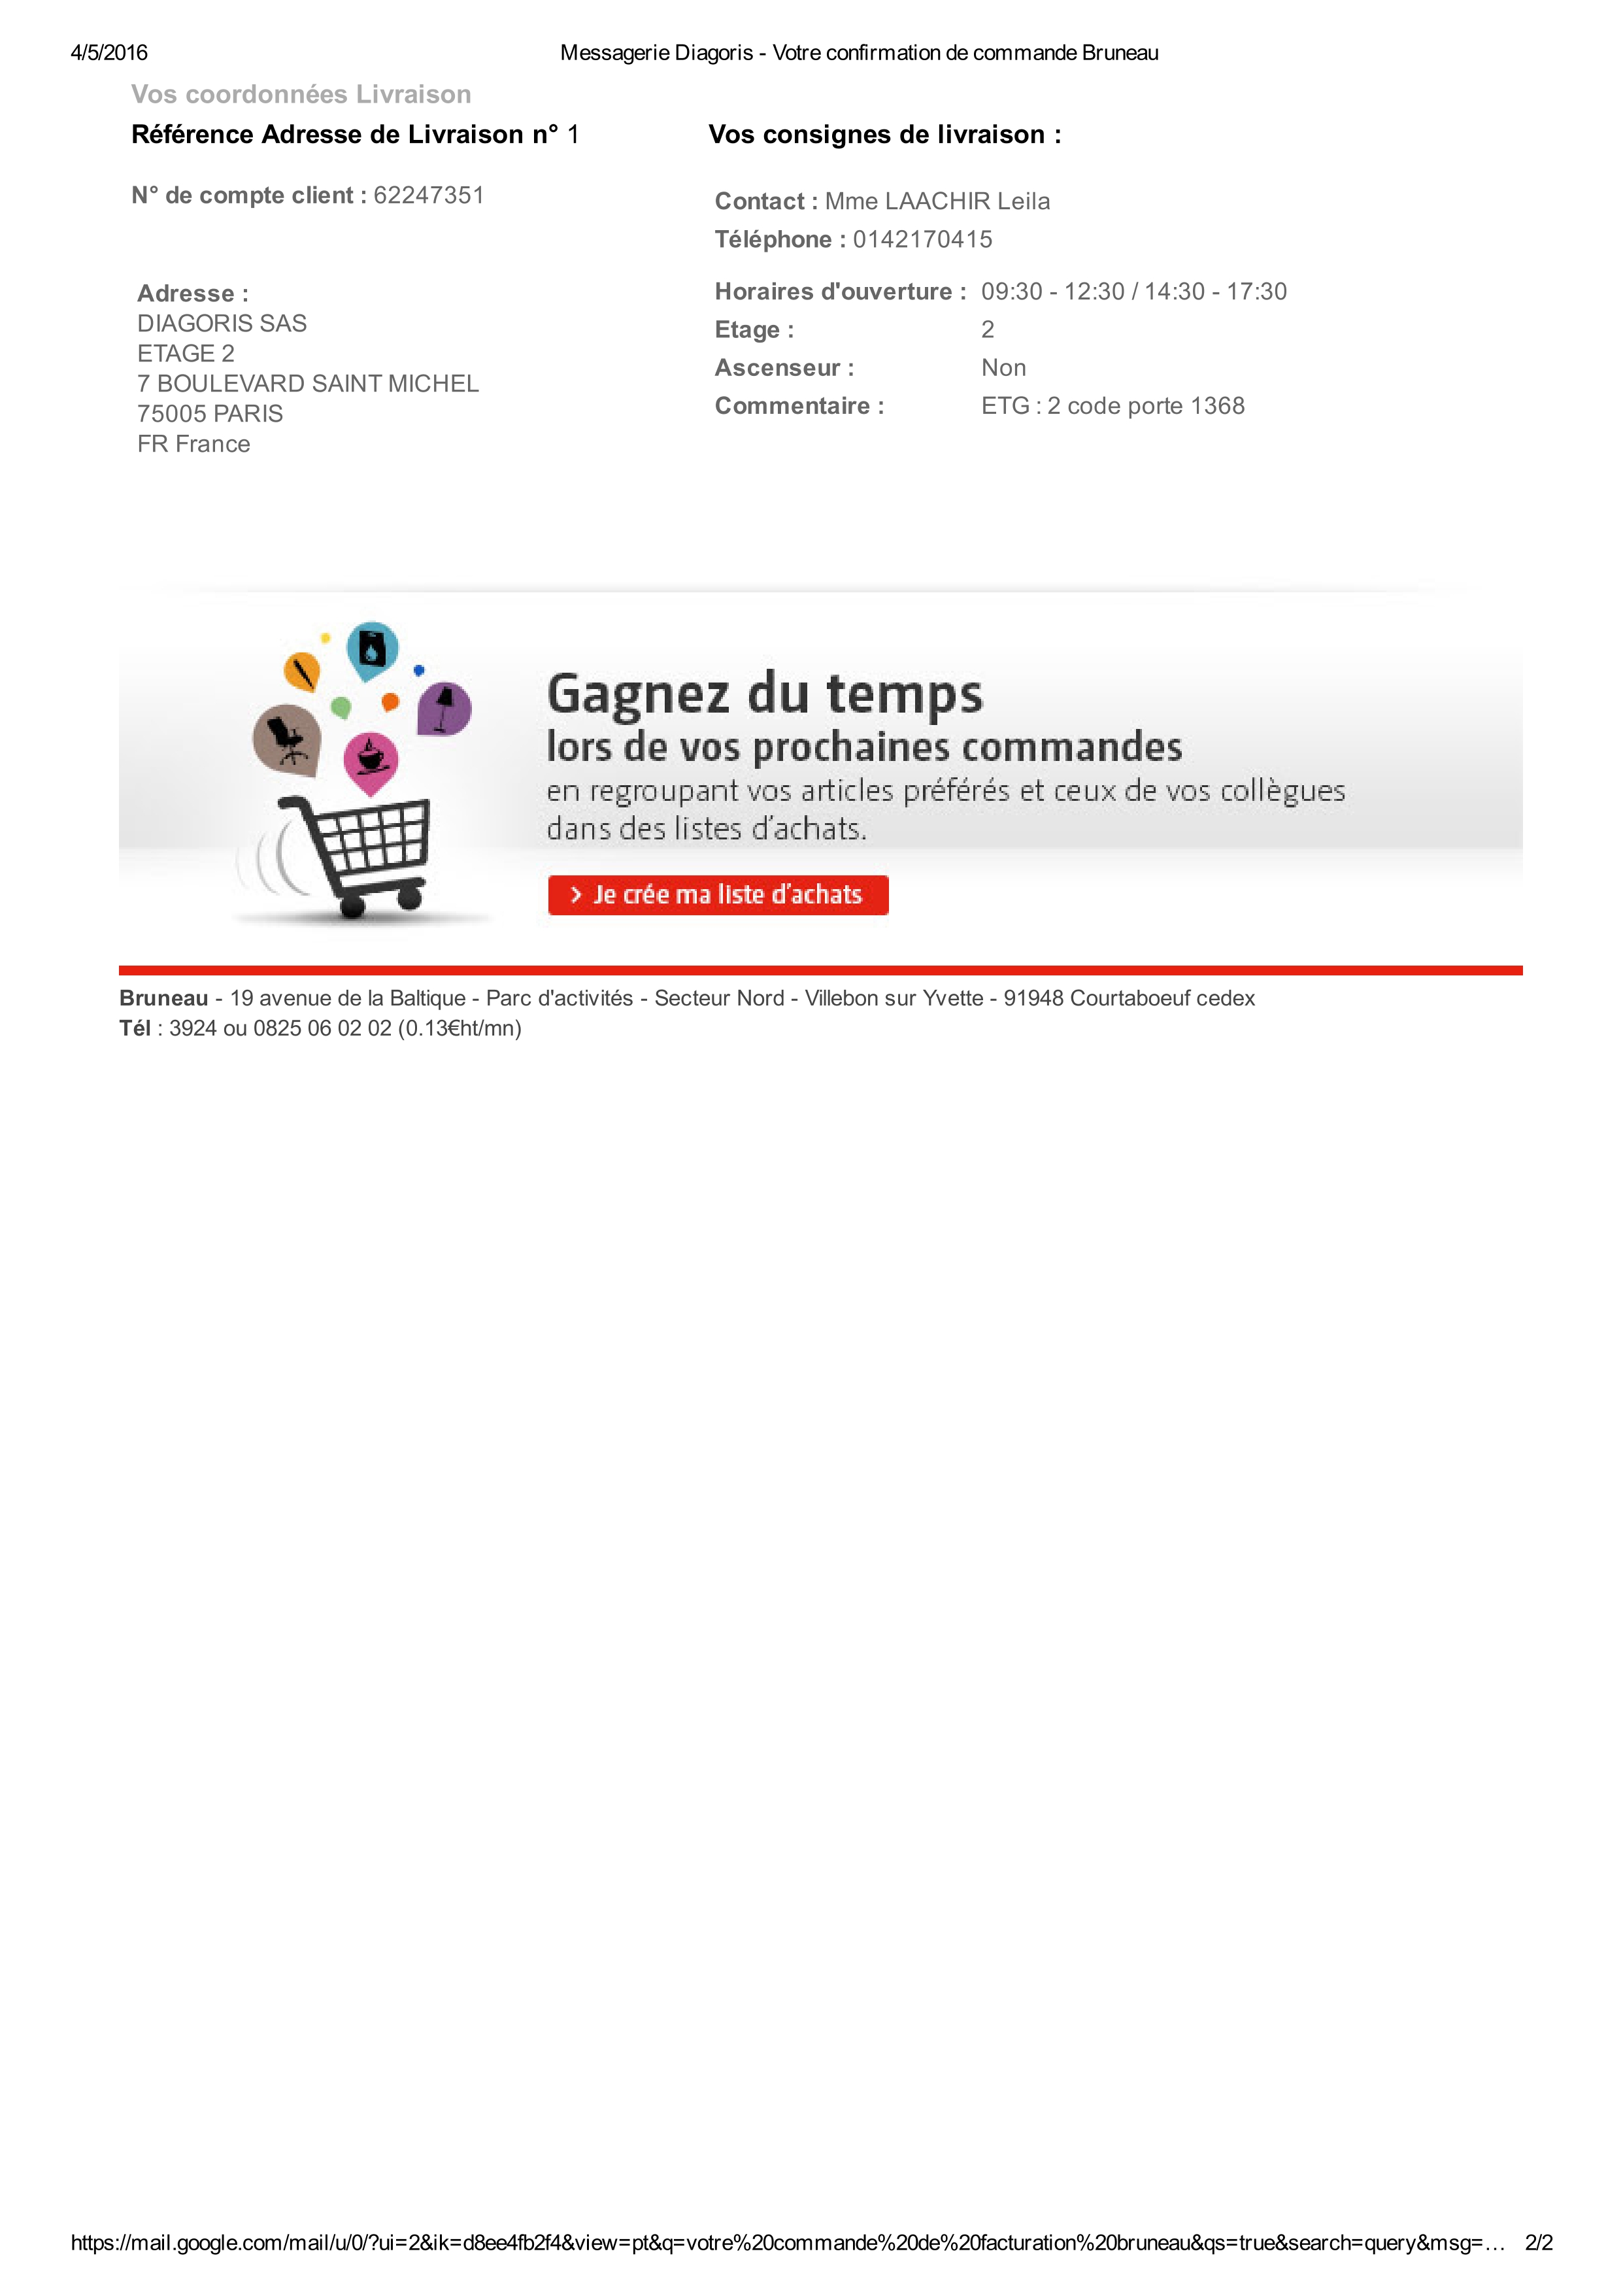 4/5/2016 Messagerie Diagoris - Votre confirmation de commande Bruneau
Vos coordonnées Livraison
Référence Adresse de Livraison n° 1
N° de compte client : 62247351
Adresse :
DIAGORIS SAS
ETAGE 2
7 BOULEVARD SAINT MICHEL
75005 PARIS
FR France
Vos consignes de livraison :
Contact : Mme LAACHIR Leila
Téléphone : 0142170415
Horaires d'ouverture : 09:30 - 12:30 / 14:30 - 17:30
Etage : 2
Ascenseur : Non
Commentaire : ETG : 2 code porte 1368
Gagnez du temps
lors de vos prochaines commandes
en regroupant vos articles préférés et ceux de vos collègues
dans des listes d'achats.
> Je crée ma liste d'achats
Bruneau - 19 avenue de la Baltique - Parc d'activités - Secteur Nord - Villebon sur Yvette - 91948 Courtaboeuf cedex
Tél : 3924 ou 0825 06 02 02 (0.13€ht/mn)
https://mail.google.com/mail/u/0/?ui=2&ik=d8ee4fb2f4&view=pt&q=votre%20commande%20de%20facturation%20bruneau&qs=true&search=query&msg=… 2/2